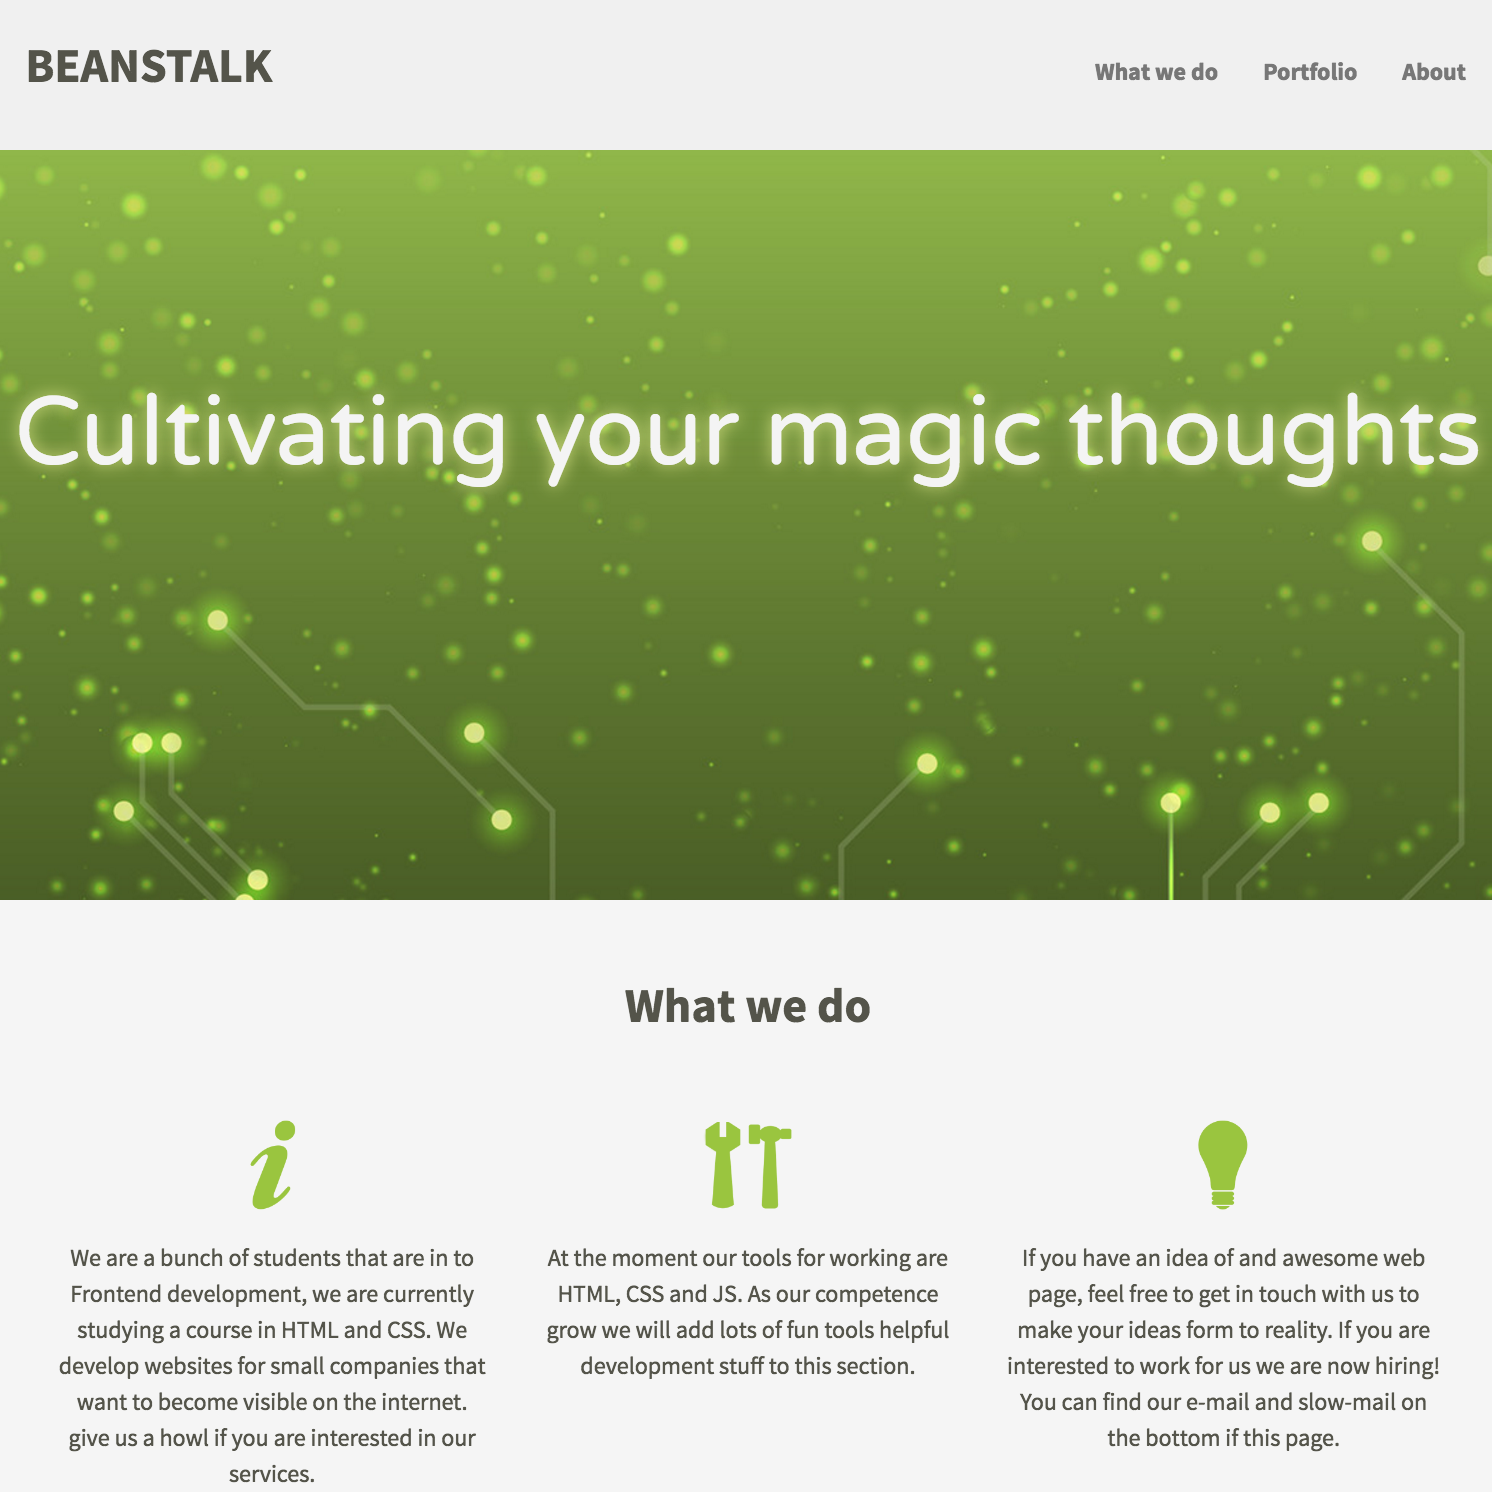 BEANSTALK
What we do
Portfolio
About
Cultivating your magic thoughts
What we do
We are a bunch of students that are in to
Frontend development, we are currently
studying a course in HTML and CSS. We
develop websites for small companies that
want to become visible on the internet.
give us a howl if you are interested in our
services.
At the moment our tools for working are
HTML, CSS and JS. As our competence
grow we will add lots of fun tools helpful
development stuff to this section.
If you have an idea of and awesome web
page, feel free to get in touch with us to
make your ideas form to reality. If you are
interested to work for us we are now hiring!
You can find our e-mail and slow-mail on
the bottom if this page.